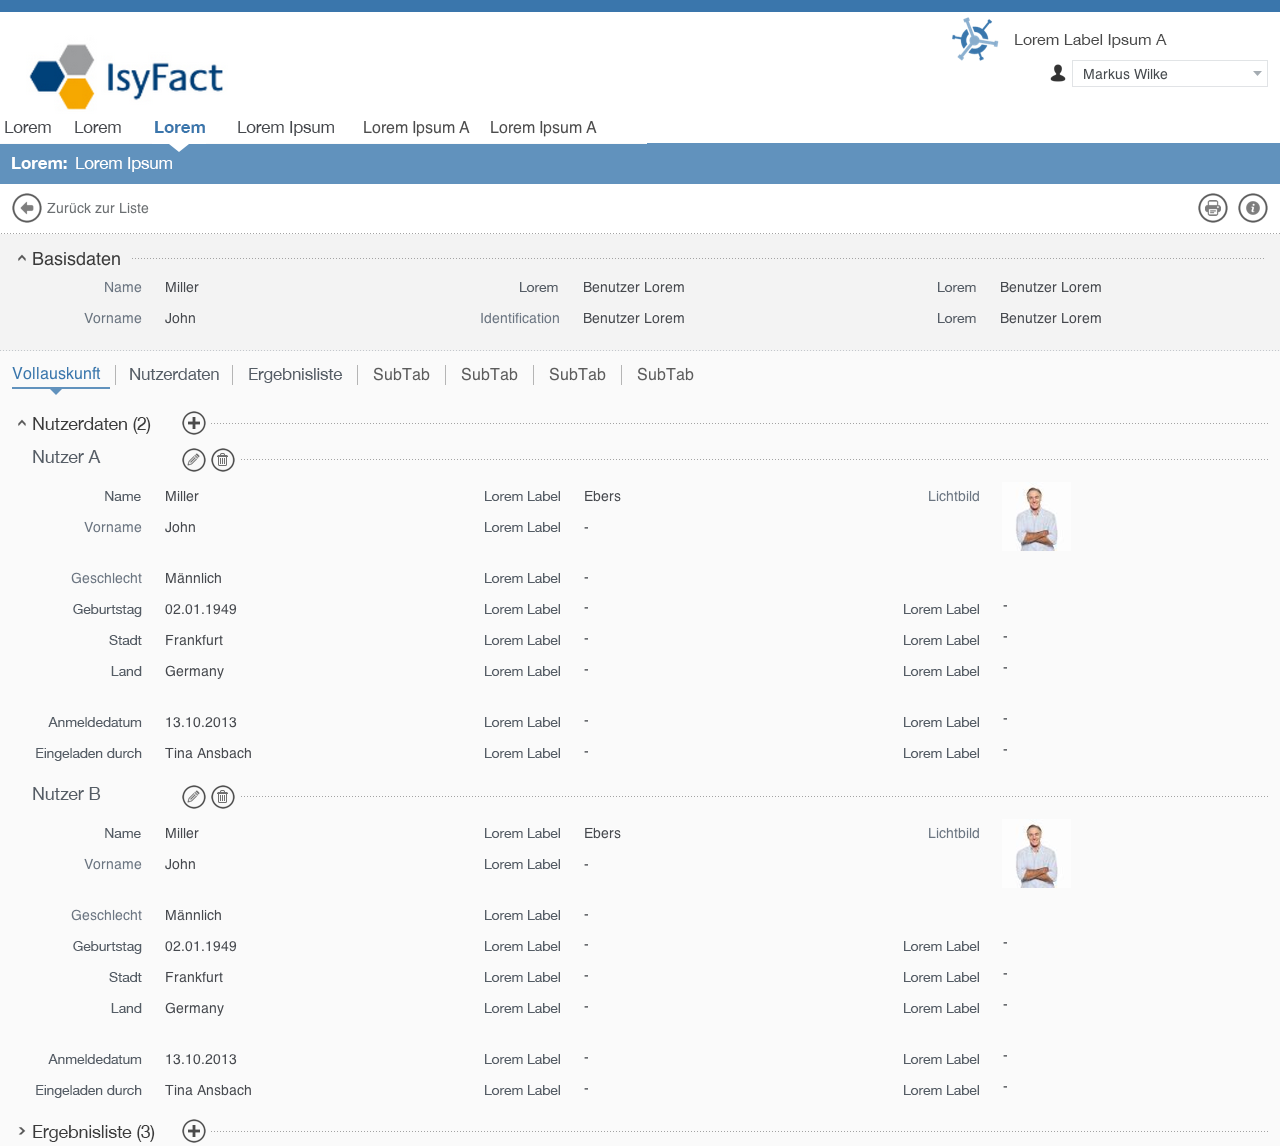 Lorem Label Ipsum A
IsyFact
Markus Wilke
Lorem Lorem Lorem Lorem Ipsum Lorem Ipsum A Lorem Ipsum A
Lorem: Lorem Ipsum
Zurück zur Liste
Basisdaten
Name Miller Lorem Benutzer Lorem Lorem Benutzer Lorem
Vorname John Identification Benutzer Lorem Lorem Benutzer Lorem
Vollauskunft Nutzerdaten Ergebnisliste SubTab SubTab SubTab SubTab
Nutzerdaten (2)
Nutzer A
Name Miller Lorem Label Ebers Lichtbild
Vorname John Lorem Label -
Geschlecht Männlich Lorem Label -
Geburtstag 02.01.1949 Lorem Label - Lorem Label -
Stadt Frankfurt Lorem Label - Lorem Label -
Land Germany Lorem Label - Lorem Label -
Anmeldedatum 13.10.2013 Lorem Label - Lorem Label -
Eingeladen durch Tina Ansbach Lorem Label - Lorem Label -
Nutzer B
Name Miller Lorem Label Ebers Lichtbild
Vorname John Lorem Label -
Geschlecht Männlich Lorem Label -
Geburtstag 02.01.1949 Lorem Label - Lorem Label -
Stadt Frankfurt Lorem Label - Lorem Label -
Land Germany Lorem Label - Lorem Label -
Anmeldedatum 13.10.2013 Lorem Label - Lorem Label -
Eingeladen durch Tina Ansbach Lorem Label - Lorem Label -
Ergebnisliste (3)